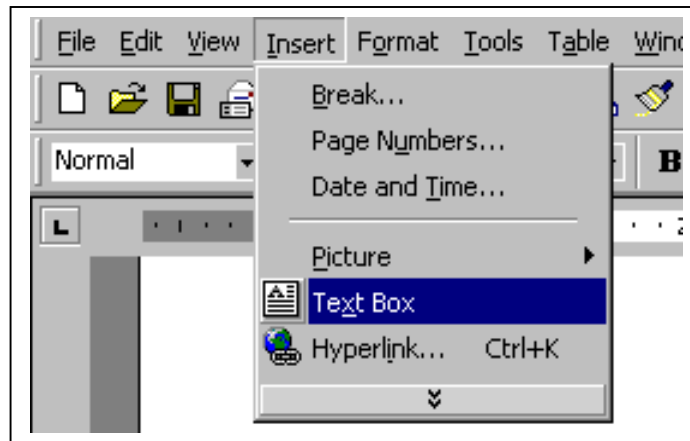 File Edit View Insert Format Tools Table
Break...
Page Numbers...
Normal B
Date and Time...
Picture
Text Box
Hyperlink... Ctrl+K